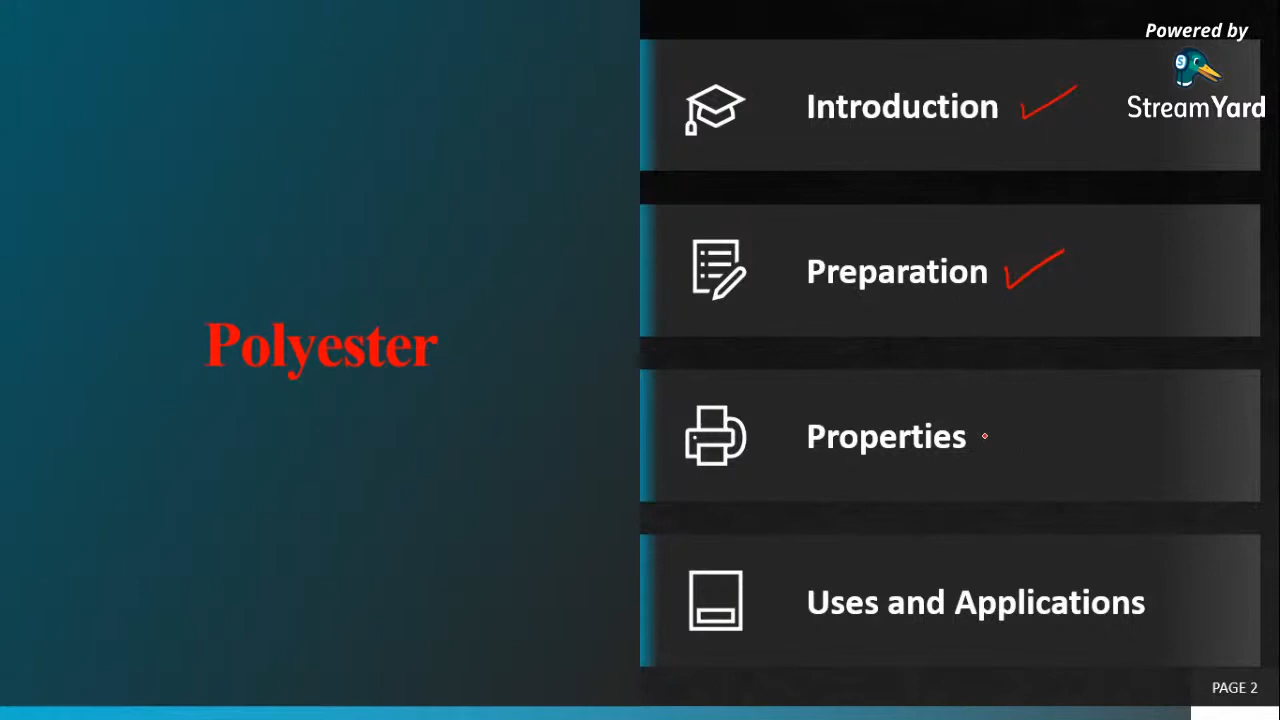 Powered by
StreamYard
Introduction
Preparation
Polyester
Properties
Uses and Applications
PAGE 2